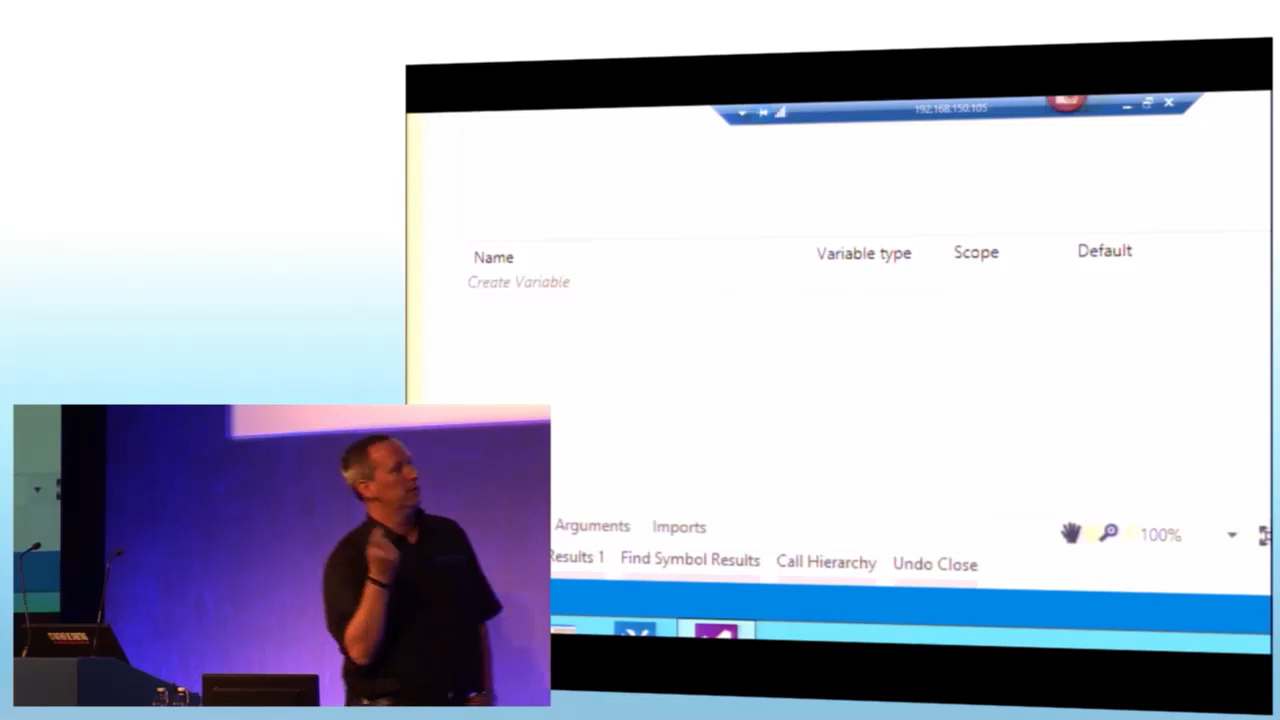 192.168.150.105
Name Variable type Scope Default
Create Variable
Arguments Imports 100%
Results 1 Find Symbol Results Call Hierarchy Undo Close